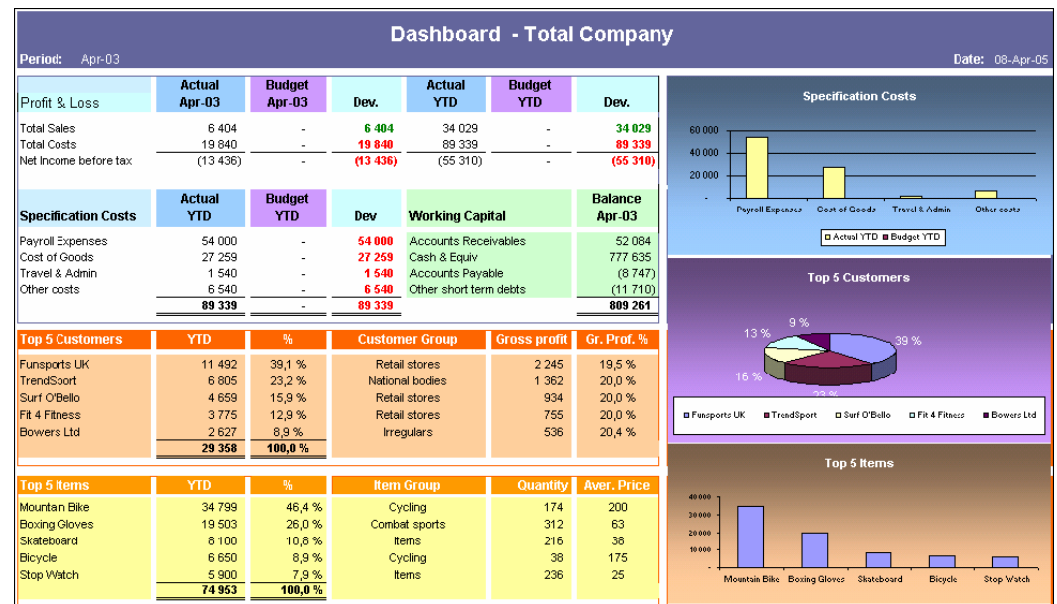 Dashboard - Total Company
Period: Apr-03 Date: 08-Apr-05
Actual Budget Actual Budget
Profit & Loss Apr-03 Apr-03 Dev. YTD YTD Dev.
Total Sales 6 404 - 6 404 34 029 - 34 029
Total Costs 19 840 - 19 840 89 339 - 89 339
Net Income before tax (13 436) - (13 436) (55 310) - (55 310)
Actual Budget Balance
Specification Costs YTD YTD Dev Working Capital Apr-03
Payroll Expenses 54 000 - 54 000 Accounts Receivables 52 084
Cost of Goods 27 259 - 27 259 Cash & Equiv 777 635
Travel & Admin 1 540 - 1 540 Accounts Payable (8 747)
Other costs 6 540 - 6 540 Other short term debts (11 710)
89 339 - 89 339 809 261
Top 5 Customers YTD % Customer Group Gross profit Gr. Prof. %
Funsports UK 11 492 39,1 % Retail stores 2 245 19,5 %
TrendSport 6 805 23,2 % National bodies 1 362 20,0 %
Surf O'Bello 4 659 15,9 % Retail stores 934 20,0 %
Fit 4 Fitness 3 775 12,9 % Retail stores 755 20,0 %
Bowers Ltd 2 627 8,9 % Irregulars 536 20,4 %
29 358 100,0 %
Top 5 Items YTD % Item Group Quantity Aver. Price
Mountan Bike 34 799 46,4 % Cycling 174 200
Boxing Gloves 19 503 26,0 % Combat sports 312 63
Skateboard 8 100 10,8 % Items 216 38
Bicycle 6 650 8,9 % Cycling 38 175
Stop Watch 5 900 7,9 % Items 236 25
74 953 100,0 %
Specification Costs
60 000
40 000
20 000
-
Payroll Expenses Cost of Goods Travel & Admin Other costs
Actual YTD Budget YTD
Top 5 Customers
9 %
13 %
39 %
16 %
23 %
Funsports UK TrendSport Surf O'Bello Fit 4 Fitness Bowers Ltd
Top 5 Items
40 000
30 000
20 000
10 000
-
Mountain Bike Boxing Gloves Skateboard Bicycle Stop Watch